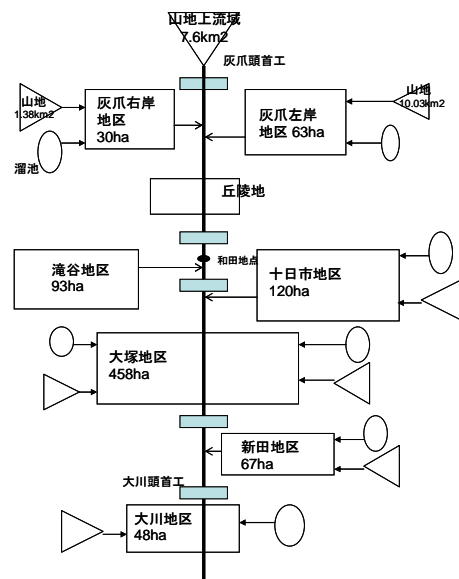 山地上流域
7.6km2
灰爪頭首工
山地
1.38km2
灰爪右岸
地区
30ha
灰爪左岸
地区 63ha
山地
10.03km2
溜池
丘陵地
和田地点
滝谷地区
93ha
十日市地区
120ha
大塚地区
458ha
新田地区
67ha
大川頭首工
大川地区
48ha